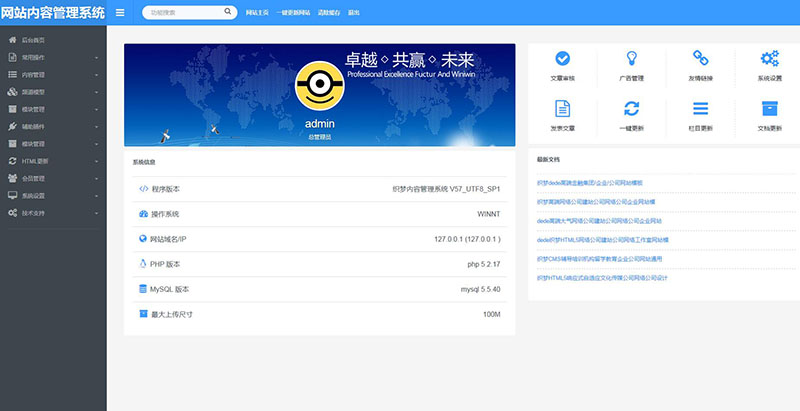 网站内容管理系统
功能搜索
网站主页 一键更新网站 清除缓存 退出
后台首页
常用操作
内容管理
频道模型
模块管理
辅助插件
模块管理
HTML更新
会员管理
系统设置
技术支持
卓越◇共赢◇未来
Professional Excellence Fuctur And Winiwin
admin
总管理员
系统信息
程序版本 织梦内容管理系统 V57_UTF8_SP1
操作系统 WINNT
网站域名/IP 127.0.0.1 (127.0.0.1 )
PHP 版本 php 5.2.17
MySQL 版本 mysql 5.5.40
最大上传尺寸 100M
文章审核 广告管理 友情链接 系统设置
发表文章 一键更新 栏目更新 文档更新
最新文档
织梦dede高端金融集团/企业/公司网站模板
织梦高端网络公司建站公司网络公司企业网站模
dede高端大气网络公司建站公司网络公司企业网站
dede织梦HTML5网络公司建站公司网络工作室网站模
织梦CMS辅导培训机构留学教育企业公司网站通用
织梦HTML5响应式自适应文化传媒公司网络公司设计